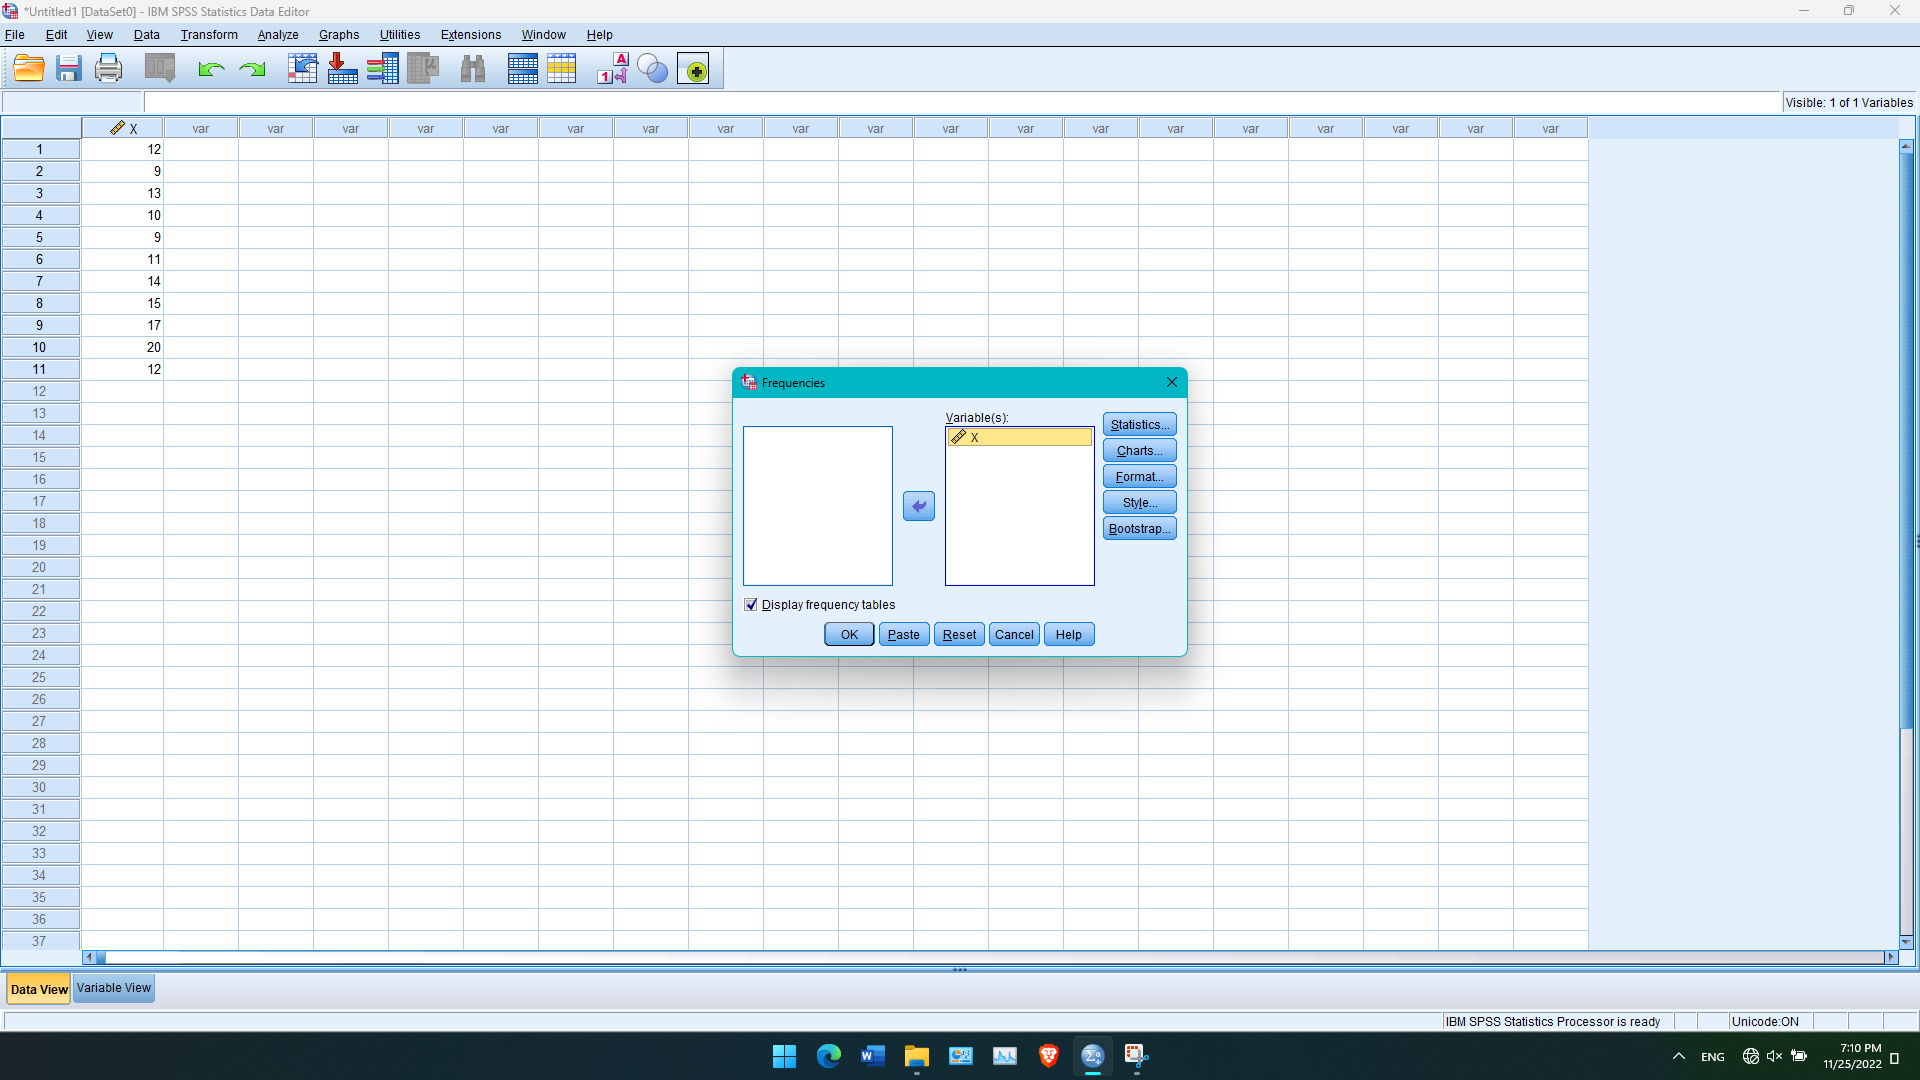 *Untitled1 [DataSet0] - IBM SPSS Statistics Data Editor
File Edit View Data Transform Analyze Graphs Utilities Extensions Window Help
Visible: 1 of 1 Variables
X var var var var var var var var var var var var var var var var var var var
1 12
2 9
3 13
4 10
5 9
6 11
7 14
8 15
9 17
10 20
11 12
12
13
14
15
16
17
18
19
20
21
22
23
24
25
26
27
28
29
30
31
32
33
34
35
36
37
Frequencies
Variable(s):
X
Statistics...
Charts...
Format...
Style...
Bootstrap...
Display frequency tables
OK Paste Reset Cancel Help
Data View Variable View
IBM SPSS Statistics Processor is ready Unicode:ON
ENG 7:10 PM
11/25/2022